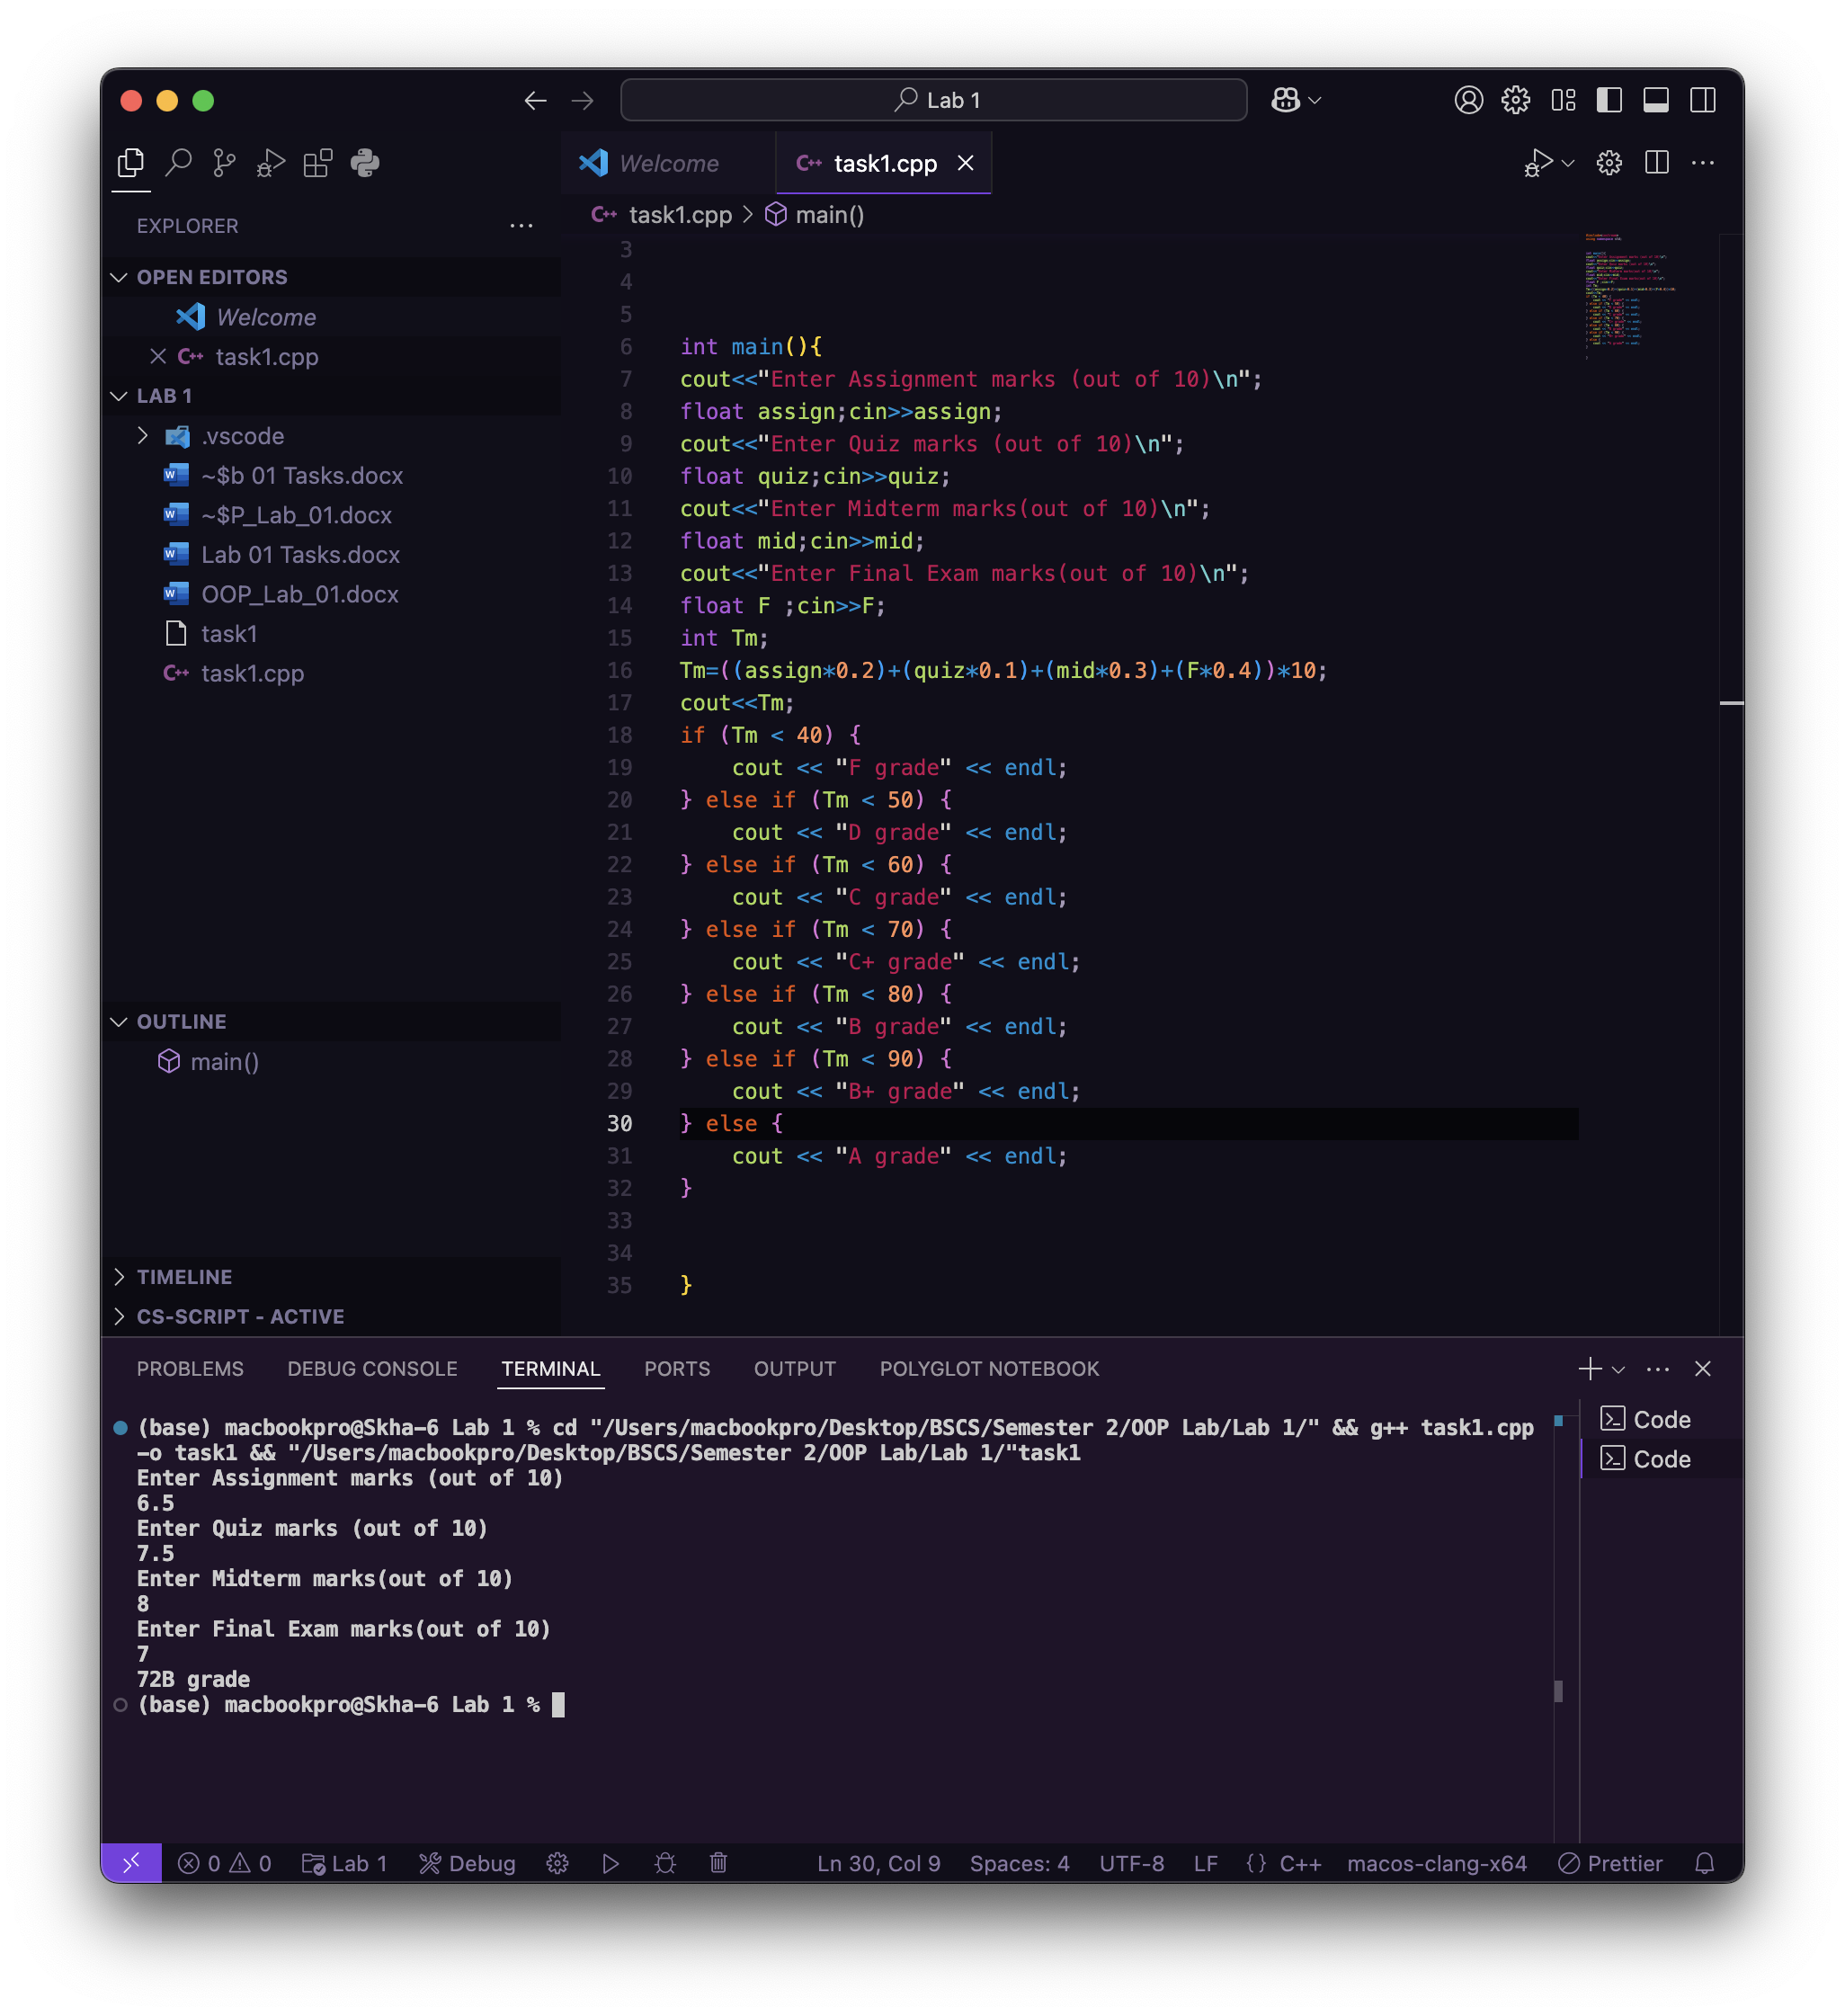 Lab 1
Welcome
task1.cpp
EXPLORER
task1.cpp > main()
OPEN EDITORS
Welcome
task1.cpp
LAB 1
.vscode
~$b 01 Tasks.docx
~$P_Lab_01.docx
Lab 01 Tasks.docx
OOP_Lab_01.docx
task1
task1.cpp
OUTLINE
main()
TIMELINE
CS-SCRIPT - ACTIVE
3
4
5
6 int main(){
7 cout<<"Enter Assignment marks (out of 10)\n";
8 float assign;cin>>assign;
9 cout<<"Enter Quiz marks (out of 10)\n";
10 float quiz;cin>>quiz;
11 cout<<"Enter Midterm marks(out of 10)\n";
12 float mid;cin>>mid;
13 cout<<"Enter Final Exam marks(out of 10)\n";
14 float F ;cin>>F;
15 int Tm;
16 Tm=((assign*0.2)+(quiz*0.1)+(mid*0.3)+(F*0.4))*10;
17 cout<<Tm;
18 if (Tm < 40) {
19     cout << "F grade" << endl;
20 } else if (Tm < 50) {
21     cout << "D grade" << endl;
22 } else if (Tm < 60) {
23     cout << "C grade" << endl;
24 } else if (Tm < 70) {
25     cout << "C+ grade" << endl;
26 } else if (Tm < 80) {
27     cout << "B grade" << endl;
28 } else if (Tm < 90) {
29     cout << "B+ grade" << endl;
30 } else {
31     cout << "A grade" << endl;
32 }
33
34
35 }
PROBLEMS DEBUG CONSOLE TERMINAL PORTS OUTPUT POLYGLOT NOTEBOOK
(base) macbookpro@Skha-6 Lab 1 % cd "/Users/macbookpro/Desktop/BSCS/Semester 2/OOP Lab/Lab 1/" && g++ task1.cpp
-o task1 && "/Users/macbookpro/Desktop/BSCS/Semester 2/OOP Lab/Lab 1/"task1
Enter Assignment marks (out of 10)
6.5
Enter Quiz marks (out of 10)
7.5
Enter Midterm marks(out of 10)
8
Enter Final Exam marks(out of 10)
7
72B grade
(base) macbookpro@Skha-6 Lab 1 %
Code
Code
0 0 Lab 1 Debug Ln 30, Col 9 Spaces: 4 UTF-8 LF {} C++ macos-clang-x64 Prettier